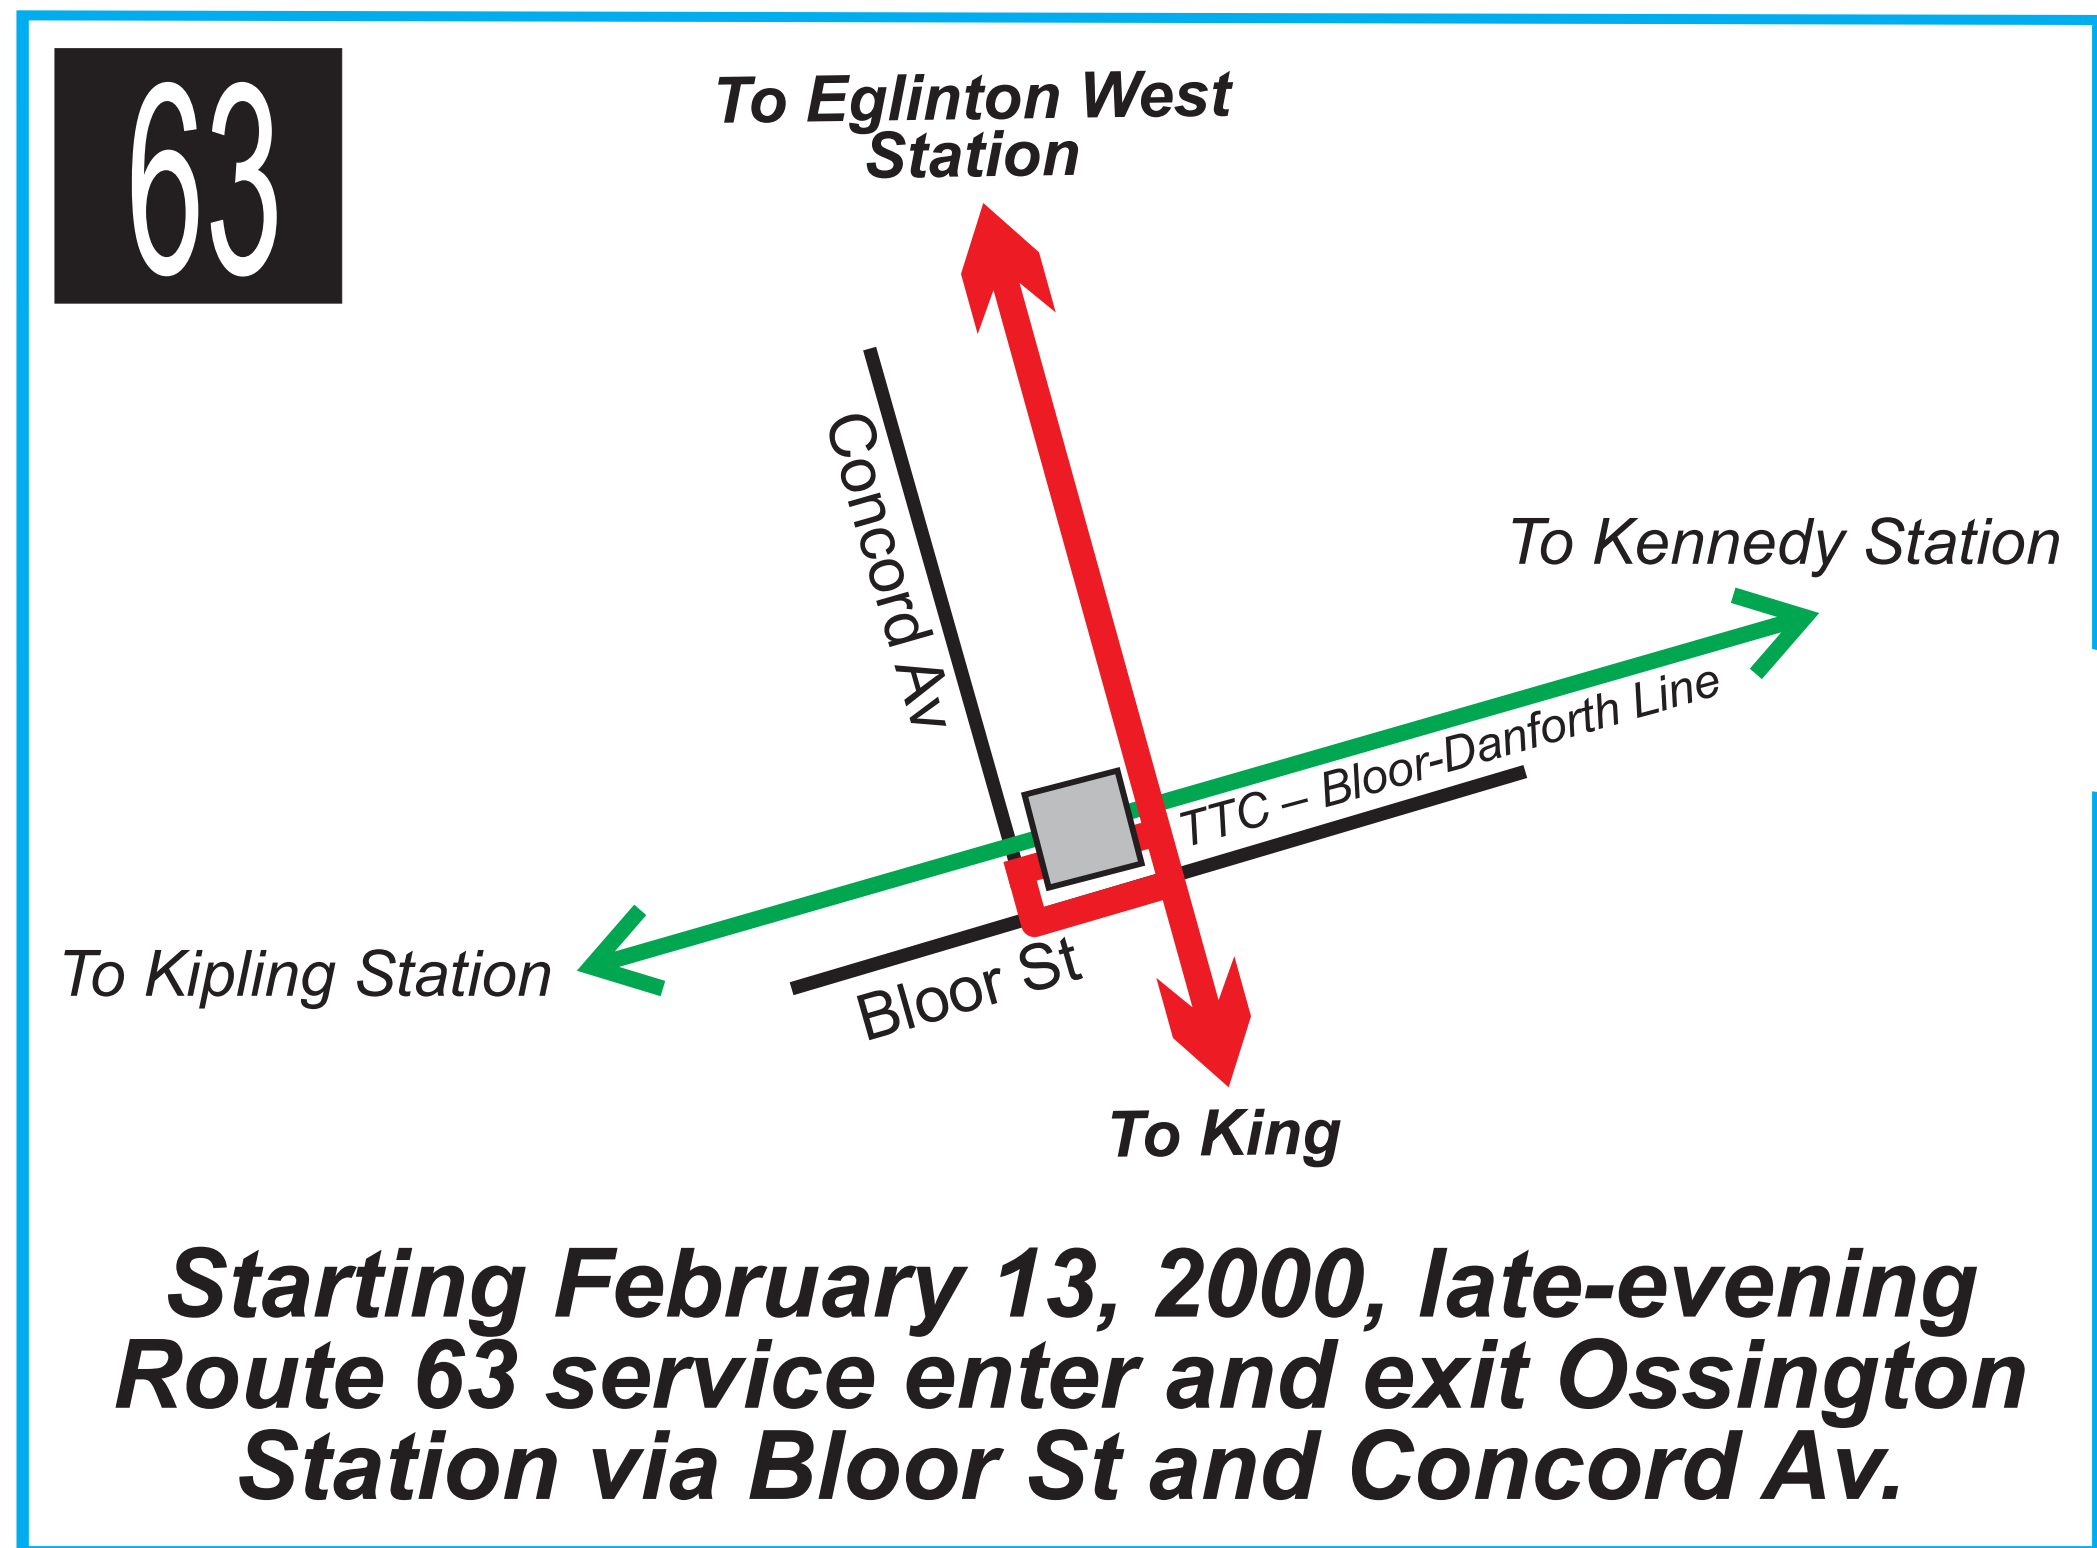 63
To Eglinton West
Station
Concord Av
To Kennedy Station
TTC – Bloor-Danforth Line
To Kipling Station
Bloor St
To King
Starting February 13, 2000, late-evening
Route 63 service enter and exit Ossington
Station via Bloor St and Concord Av.